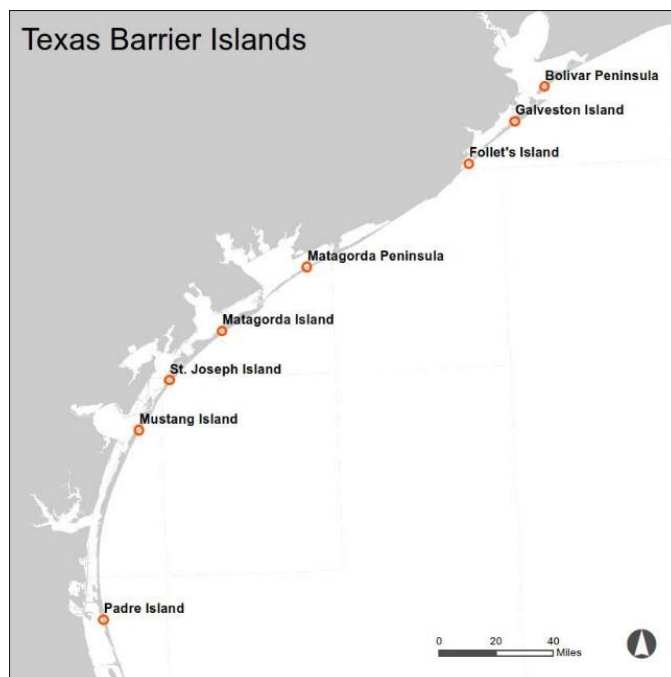 Texas Barrier Islands
Bolivar Peninsula
Galveston Island
Follet's Island
Matagorda Peninsula
Matagorda Island
St. Joseph Island
Mustang Island
Padre Island
0 20 40
Miles